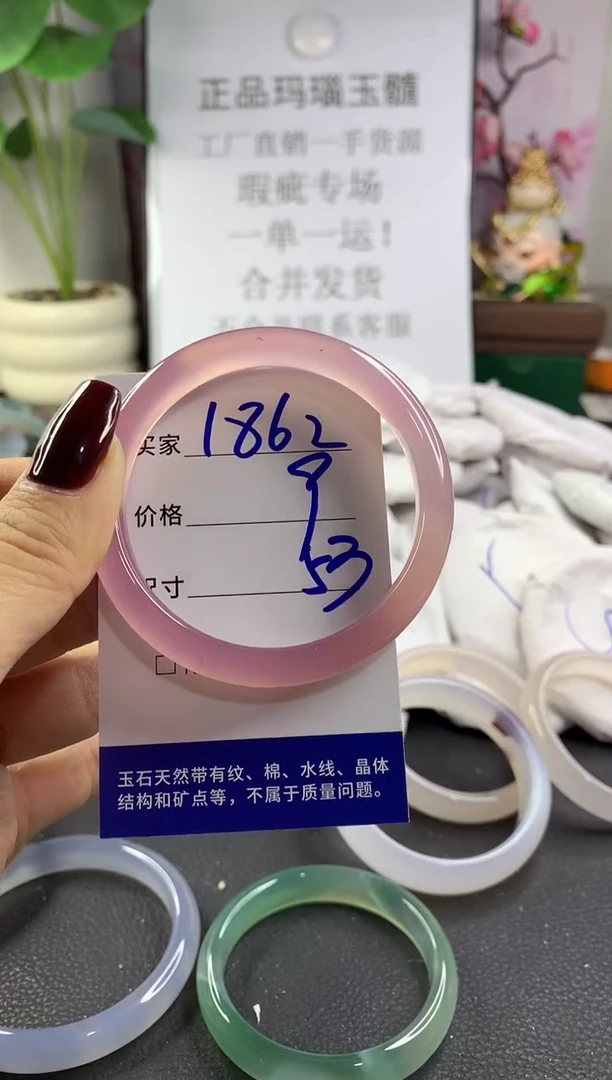 正品玛瑙玉髓
工厂直销一手货源
瑕疵专场
一单一运！
合并发货
买家 1862
价格
尺寸 53
玉石天然带有纹、棉、水线、晶体
结构和矿点等，不属于质量问题。